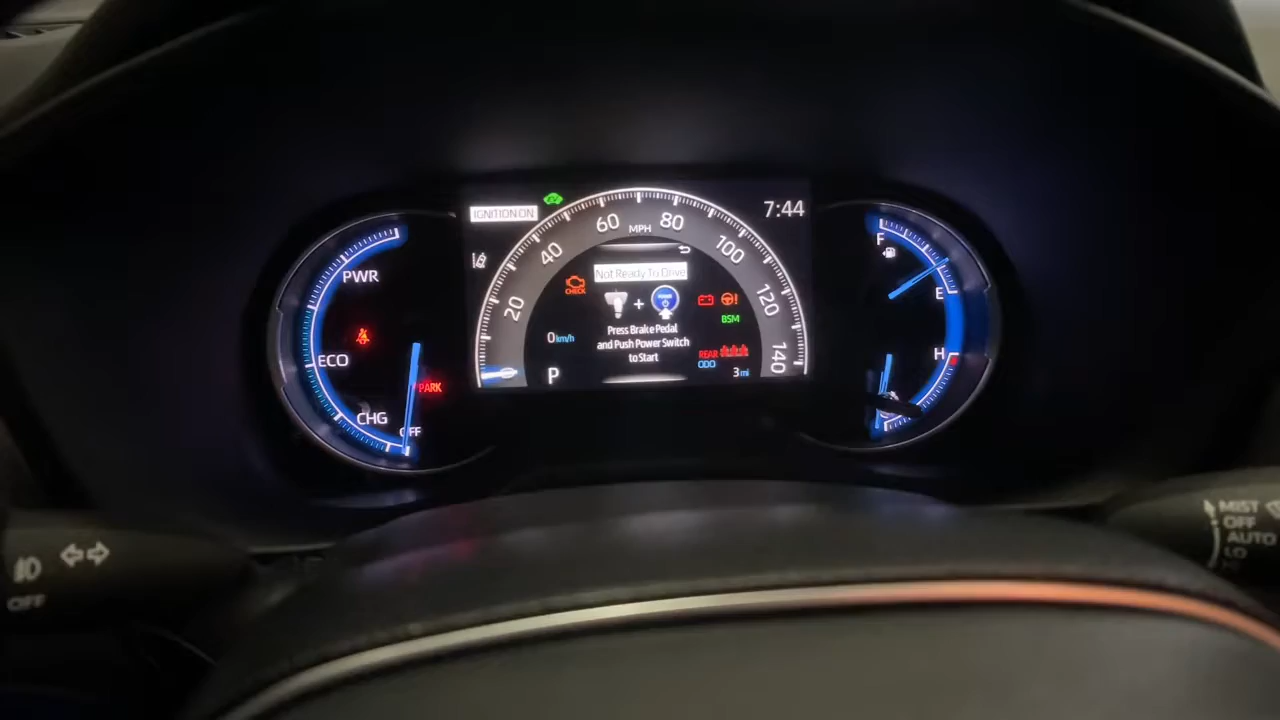 IGNITION ON
7:44
20
40
60
80
100
120
140
MPH
Not Ready To Drive
CHECK
+
POWER
Press Brake Pedal
and Push Power Switch
to Start
BSM
0 km/h
REAR
ODO
3 mi
P
PWR
ECO
CHG
OFF
PARK
F
E
H
OFF
MIST
OFF
AUTO
LO